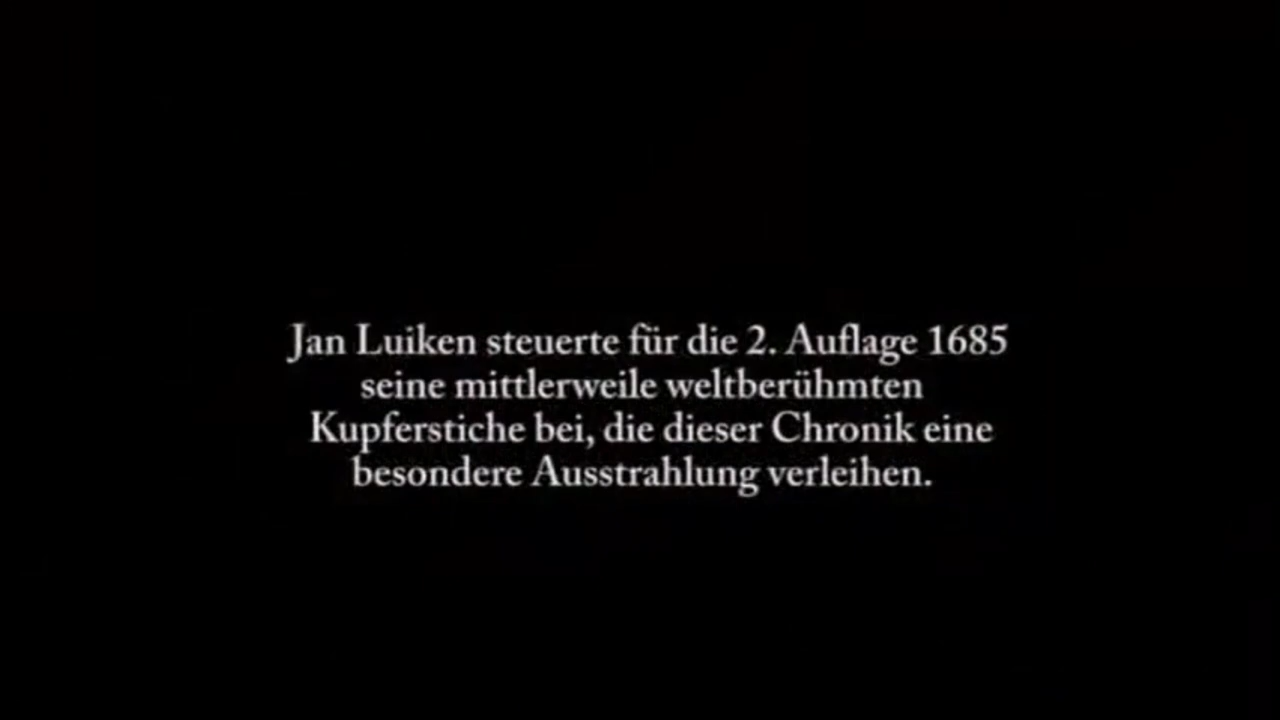 Jan Luiken steuerte für die 2. Auflage 1685
seine mittlerweile weltberühmten
Kupferstiche bei, die dieser Chronik eine
besondere Ausstrahlung verleihen.